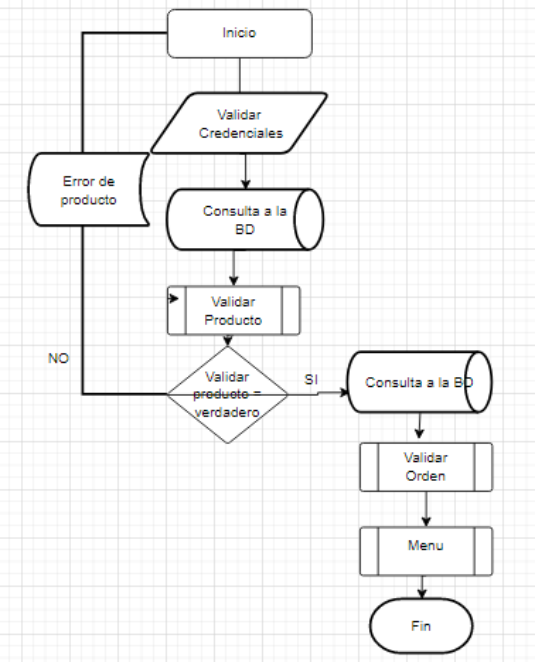 Inicio
Validar
Credenciales
Error de
producto
Consulta a la
BD
Validar
Producto
NO
Validar
producto =
verdadero
SI
Consulta a la BD
Validar
Orden
Menu
Fin